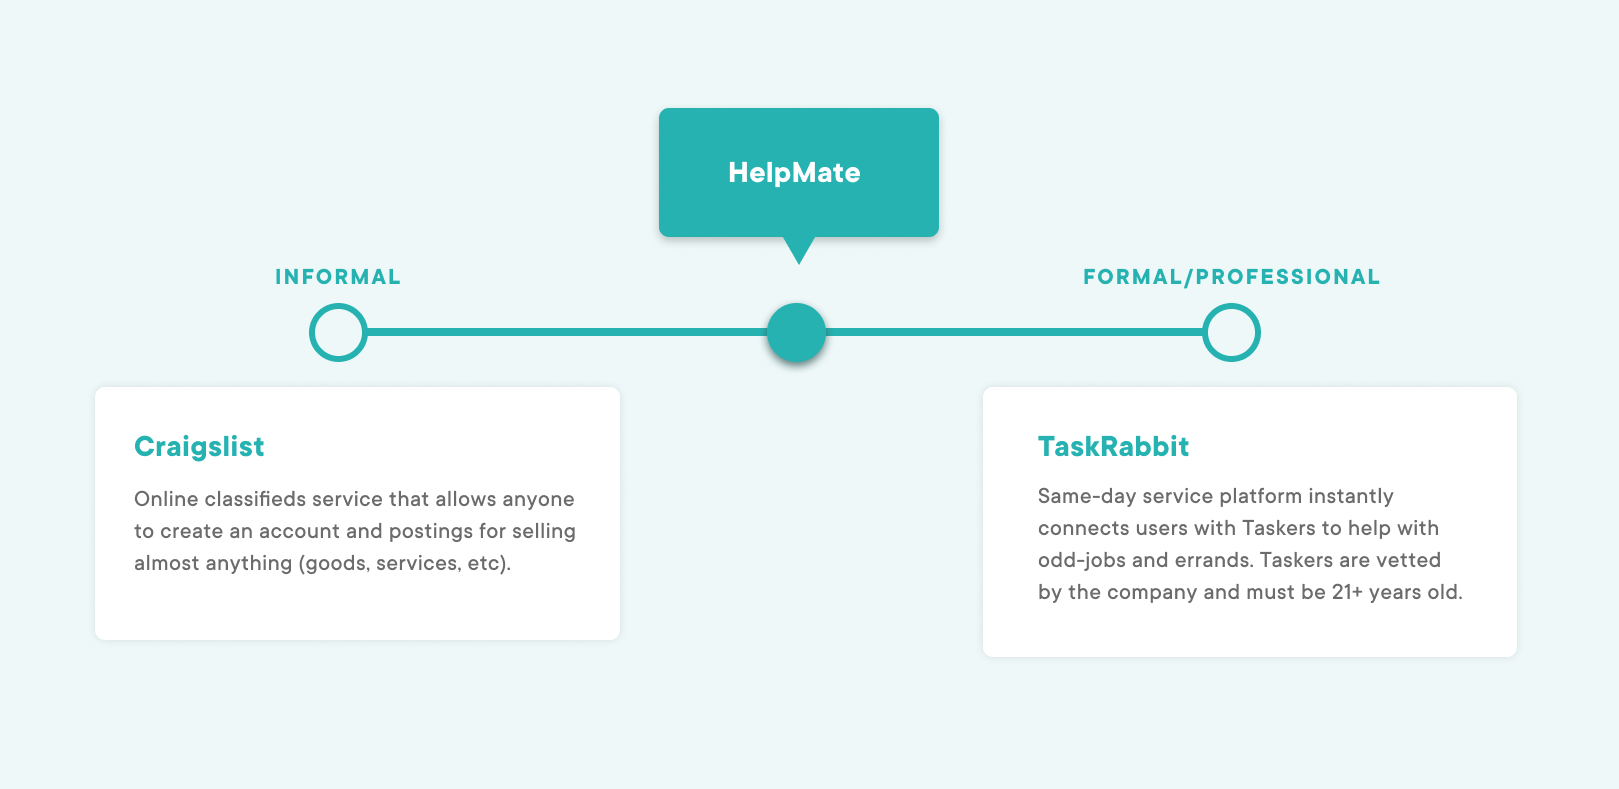 HelpMate
INFORMAL
FORMAL/PROFESSIONAL
Craigslist
Online classifieds service that allows anyone
to create an account and postings for selling
almost anything (goods, services, etc).
TaskRabbit
Same-day service platform instantly
connects users with Taskers to help with
odd-jobs and errands. Taskers are vetted
by the company and must be 21+ years old.